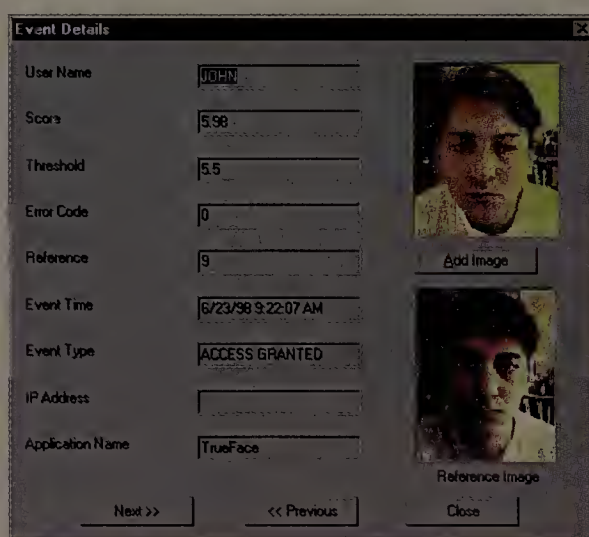 Event Details
User Name JOHN
Score 5.98
Threshold 5.5
Error Code 0
Reference 9
Event Time 6/23/98 9:22:07 AM
Event Type ACCESS GRANTED
IP Address
Application Name TrueFace
Add Image
Reference Image
Next >> << Previous Close